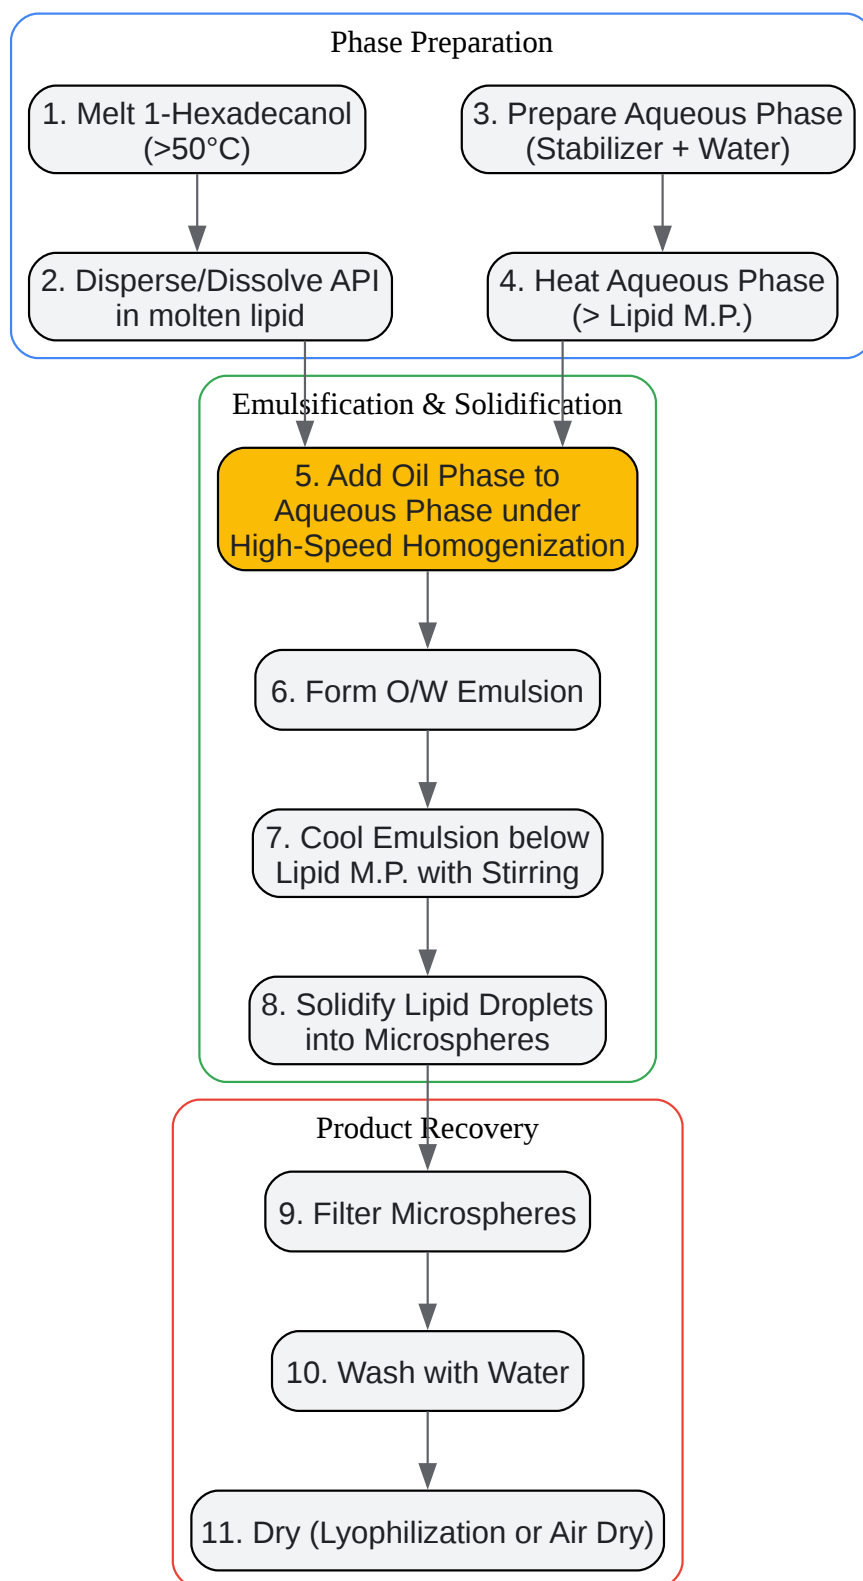 Phase Preparation
1. Melt 1-Hexadecanol
(>50°C)
3. Prepare Aqueous Phase
(Stabilizer + Water)
2. Disperse/Dissolve API
in molten lipid
4. Heat Aqueous Phase
(> Lipid M.P.)
Emulsification & Solidification
5. Add Oil Phase to
Aqueous Phase under
High-Speed Homogenization
6. Form O/W Emulsion
7. Cool Emulsion below
Lipid M.P. with Stirring
8. Solidify Lipid Droplets
into Microspheres
Product Recovery
9. Filter Microspheres
10. Wash with Water
11. Dry (Lyophilization or Air Dry)